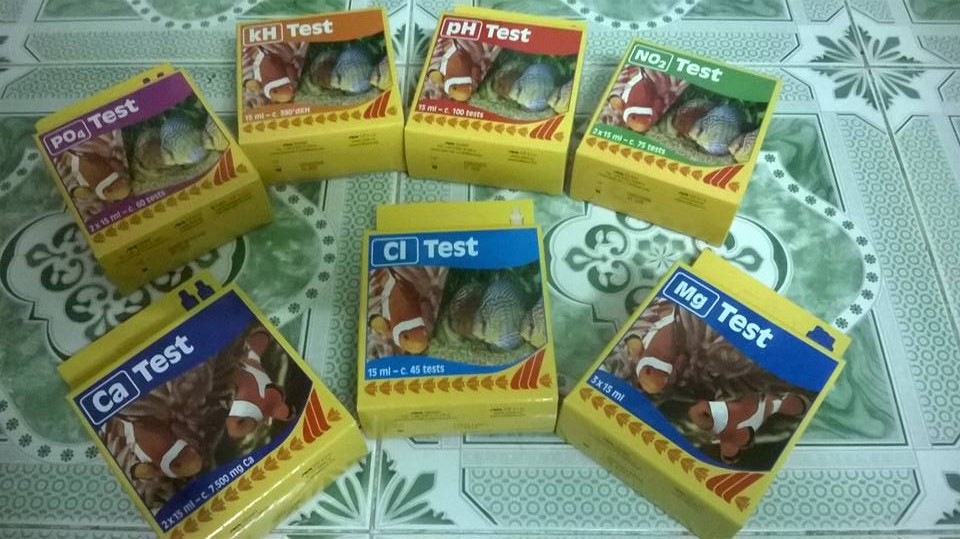 kH Test
15 ml – c. 390°dKH
pH Test
15 ml – c. 100 tests
NO₂ Test
2 x 15 ml – c. 75 tests
PO₄ Test
2 x 15 ml – c. 60 tests
Cl Test
15 ml – c. 45 tests
Ca Test
2 x 15 ml – c. 7.500 mg Ca
Mg Test
3 x 15 ml